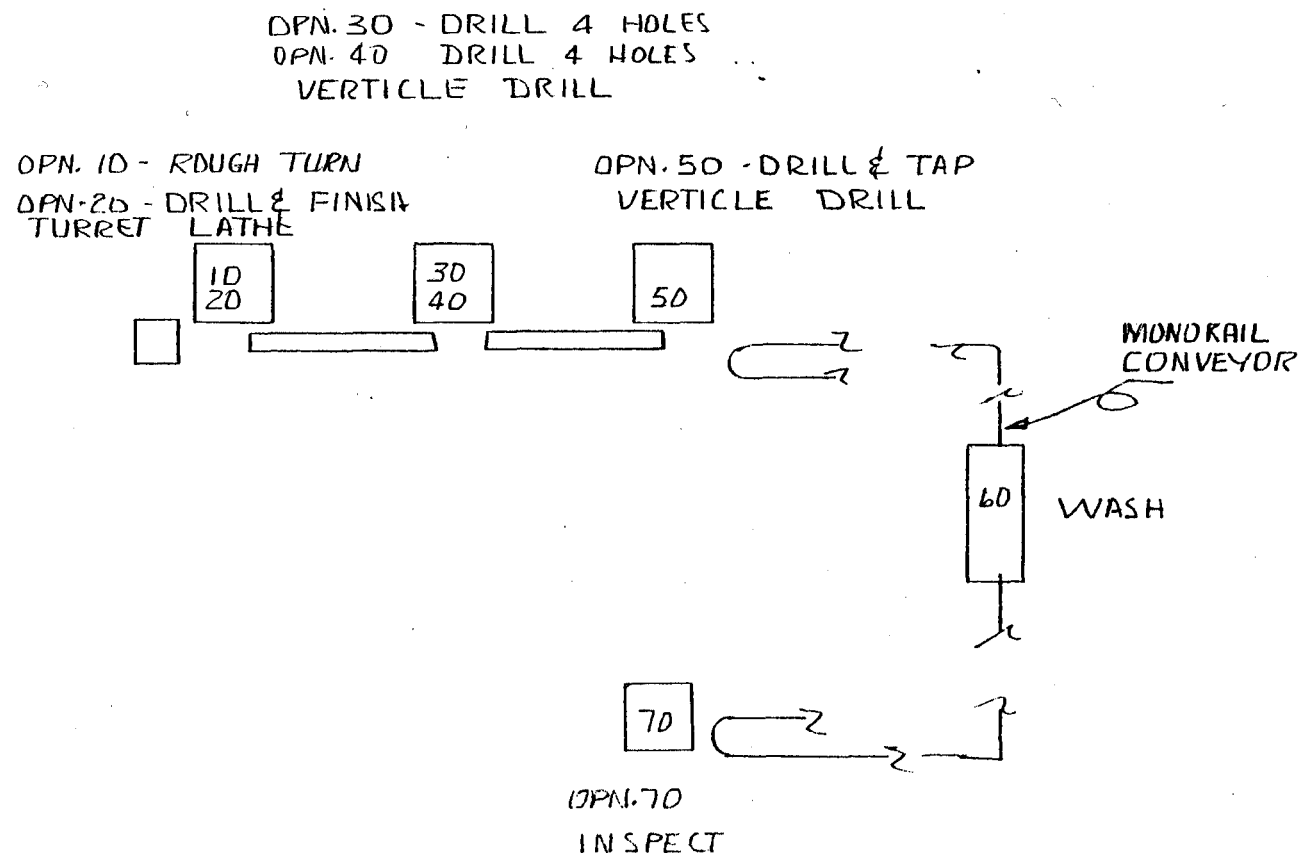 OPN. 30 - DRILL 4 HOLES
OPN. 40 DRILL 4 HOLES
VERTICLE DRILL
OPN. 10 - ROUGH TURN
OPN. 20 - DRILL & FINISH
TURRET LATHE
OPN. 50 - DRILL & TAP
VERTICLE DRILL
10
20
30
40
50
MONORAIL
CONVEYOR
60
WASH
70
OPN. 70
INSPECT